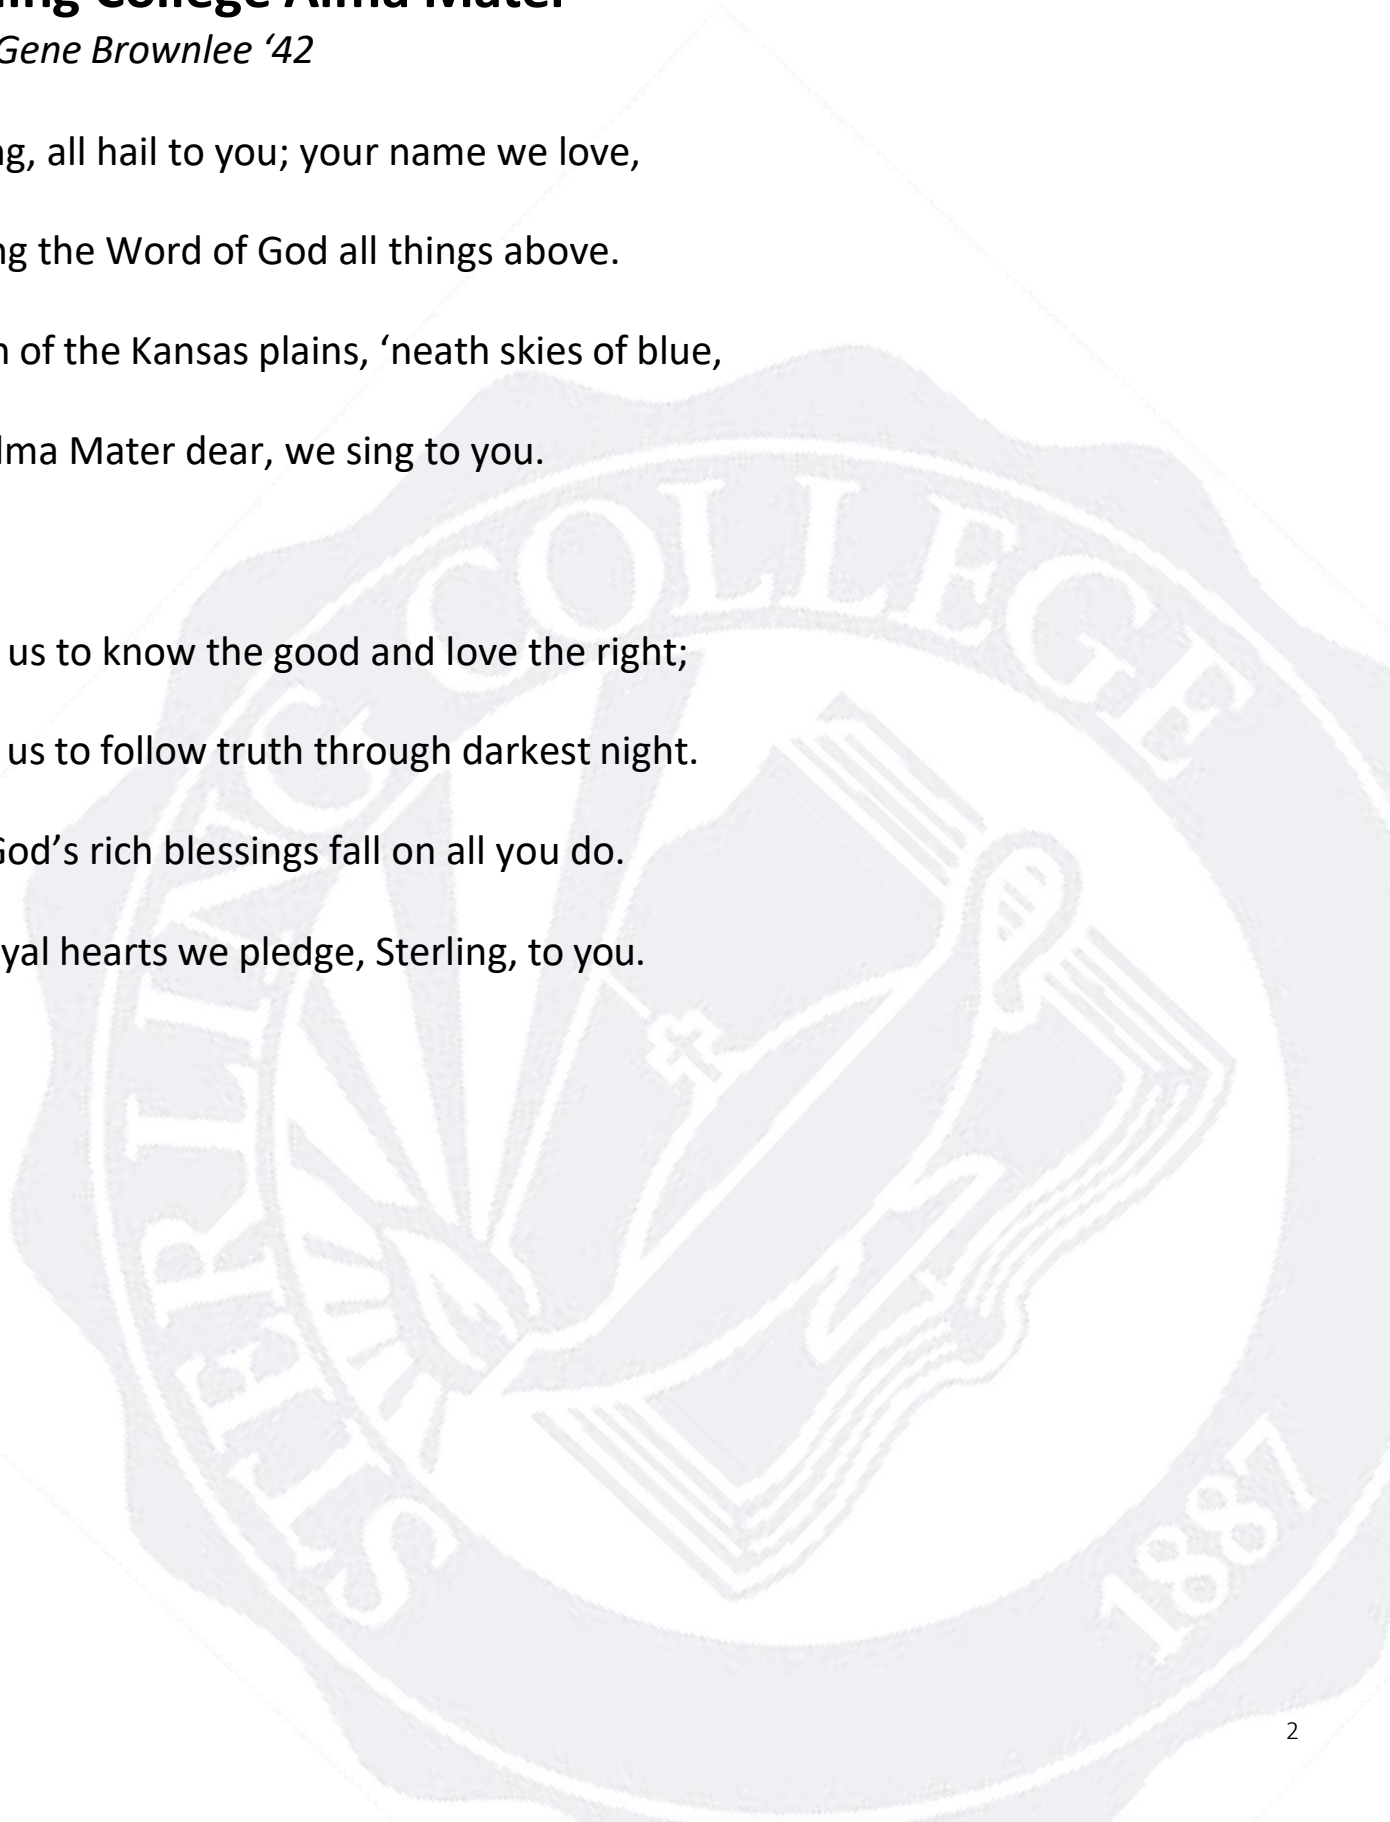 ling College Alma Mater
Gene Brownlee ‘42
ng, all hail to you; your name we love,
ng the Word of God all things above.
n of the Kansas plains, ‘neath skies of blue,
lma Mater dear, we sing to you.
us to know the good and love the right;
us to follow truth through darkest night.
God’s rich blessings fall on all you do.
yal hearts we pledge, Sterling, to you.
STERLING COLLEGE
1887
2